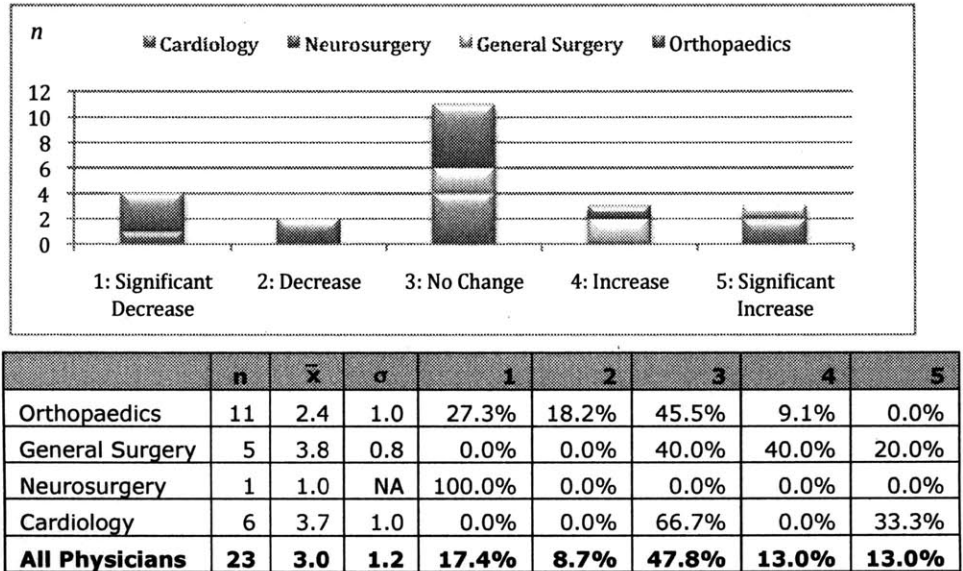 n
Cardiology Neurosurgery General Surgery Orthopaedics
12
10
8
6
4
2
0
1: Significant Decrease 2: Decrease 3: No Change 4: Increase 5: Significant Increase
n x̄ σ 1 2 3 4 5
Orthopaedics 11 2.4 1.0 27.3% 18.2% 45.5% 9.1% 0.0%
General Surgery 5 3.8 0.8 0.0% 0.0% 40.0% 40.0% 20.0%
Neurosurgery 1 1.0 NA 100.0% 0.0% 0.0% 0.0% 0.0%
Cardiology 6 3.7 1.0 0.0% 0.0% 66.7% 0.0% 33.3%
All Physicians 23 3.0 1.2 17.4% 8.7% 47.8% 13.0% 13.0%